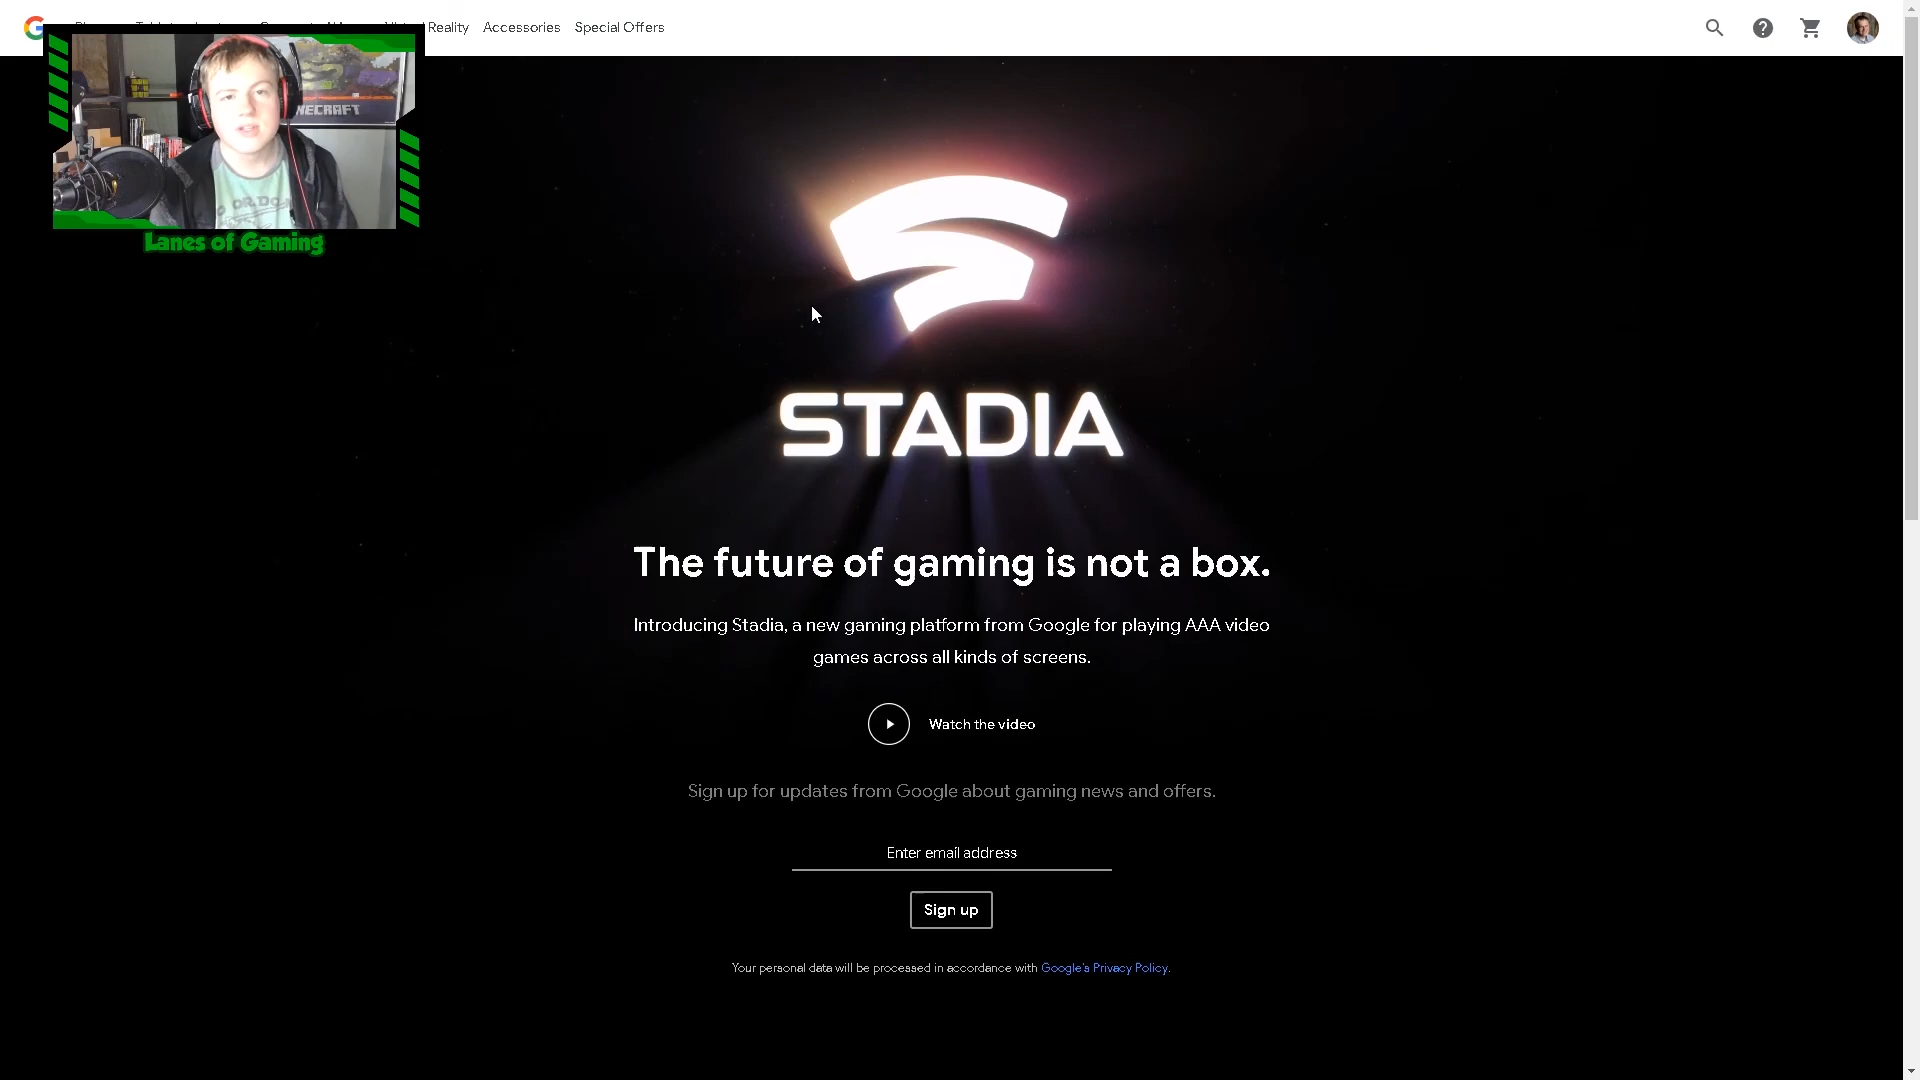 Reality Accessories Special Offers
NECRAFT
Lanes of Gaming
STADIA
The future of gaming is not a box.
Introducing Stadia, a new gaming platform from Google for playing AAA video
games across all kinds of screens.
Watch the video
Sign up for updates from Google about gaming news and offers.
Enter email address
Sign up
Your personal data will be processed in accordance with Google's Privacy Policy.